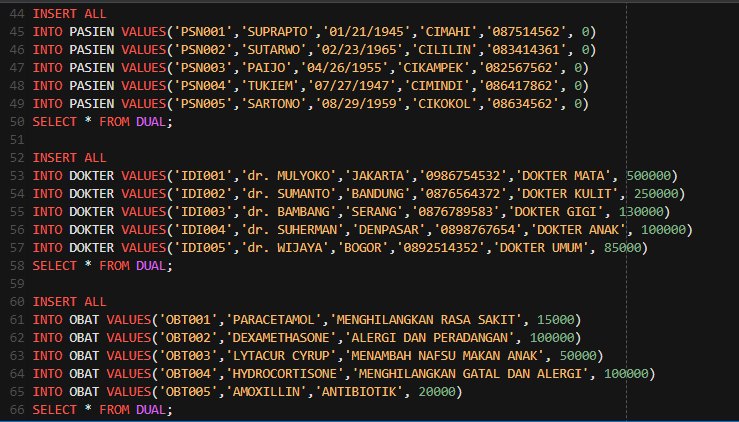 44 INSERT ALL
45 INTO PASIEN VALUES('PSN001','SUPRAPTO','01/21/1945','CIMAHI','087514562', 0)
46 INTO PASIEN VALUES('PSN002','SUTARWO','02/23/1965','CILILIN','083414361', 0)
47 INTO PASIEN VALUES('PSN003','PAIJO','04/26/1955','CIKAMPEK','082567562', 0)
48 INTO PASIEN VALUES('PSN004','TUKIEM','07/27/1947','CIMINDI','086417862', 0)
49 INTO PASIEN VALUES('PSN005','SARTONO','08/29/1959','CIKOKOL','08634562', 0)
50 SELECT * FROM DUAL;
51
52 INSERT ALL
53 INTO DOKTER VALUES('IDI001','dr. MULYOKO','JAKARTA','0986754532','DOKTER MATA', 500000)
54 INTO DOKTER VALUES('IDI002','dr. SUMANTO','BANDUNG','0876564372','DOKTER KULIT', 250000)
55 INTO DOKTER VALUES('IDI003','dr. BAMBANG','SERANG','0876789583','DOKTER GIGI', 130000)
56 INTO DOKTER VALUES('IDI004','dr. SUHERMAN','DENPASAR','0898767654','DOKTER ANAK', 100000)
57 INTO DOKTER VALUES('IDI005','dr. WIJAYA','BOGOR','0892514352','DOKTER UMUM', 85000)
58 SELECT * FROM DUAL;
59
60 INSERT ALL
61 INTO OBAT VALUES('OBT001','PARACETAMOL','MENGHILANGKAN RASA SAKIT', 15000)
62 INTO OBAT VALUES('OBT002','DEXAMETHASONE','ALERGI DAN PERADANGAN', 100000)
63 INTO OBAT VALUES('OBT003','LYTACUR CYRUP','MENAMBAH NAFSU MAKAN ANAK', 50000)
64 INTO OBAT VALUES('OBT004','HYDROCORTISONE','MENGHILANGKAN GATAL DAN ALERGI', 100000)
65 INTO OBAT VALUES('OBT005','AMOXILLIN','ANTIBIOTIK', 20000)
66 SELECT * FROM DUAL;